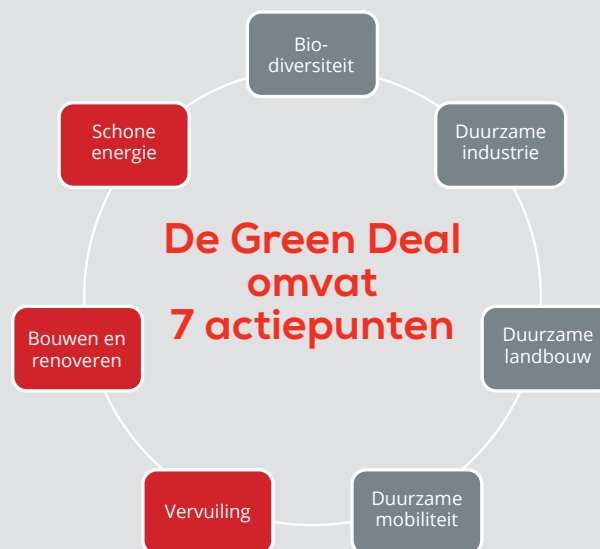 Bio-
diversiteit
Schone
energie
Duurzame
industrie
De Green Deal
omvat
7 actiepunten
Bouwen en
renoveren
Duurzame
landbouw
Vervuiling
Duurzame
mobiliteit